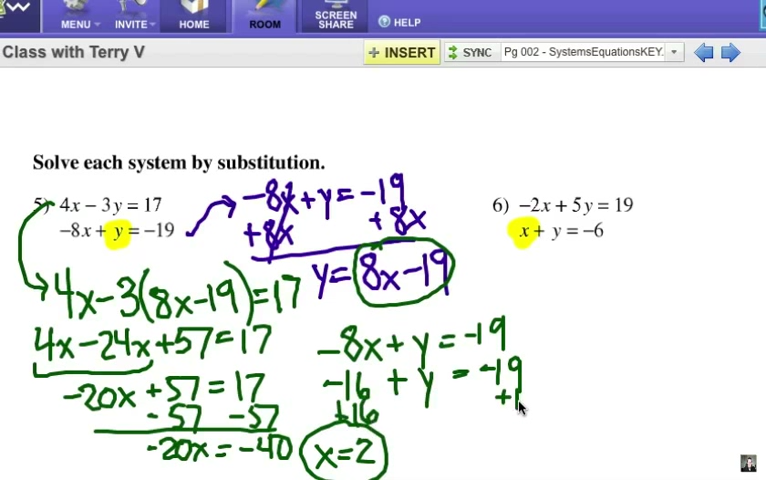 MENU INVITE HOME ROOM SCREEN SHARE HELP
Class with Terry V
+ INSERT SYNC Pg 002 - SystemsEquationsKEY.
Solve each system by substitution.
5) 4x − 3y = 17
−8x + y = −19
−8x + y = −19
+8x +8x
y = 8x − 19
6) −2x + 5y = 19
x + y = −6
4x − 3(8x − 19) = 17
4x − 24x + 57 = 17
−20x + 57 = 17
− 57 − 57
−20x = −40
x = 2
−8x + y = −19
−16 + y = −19
+16 +1